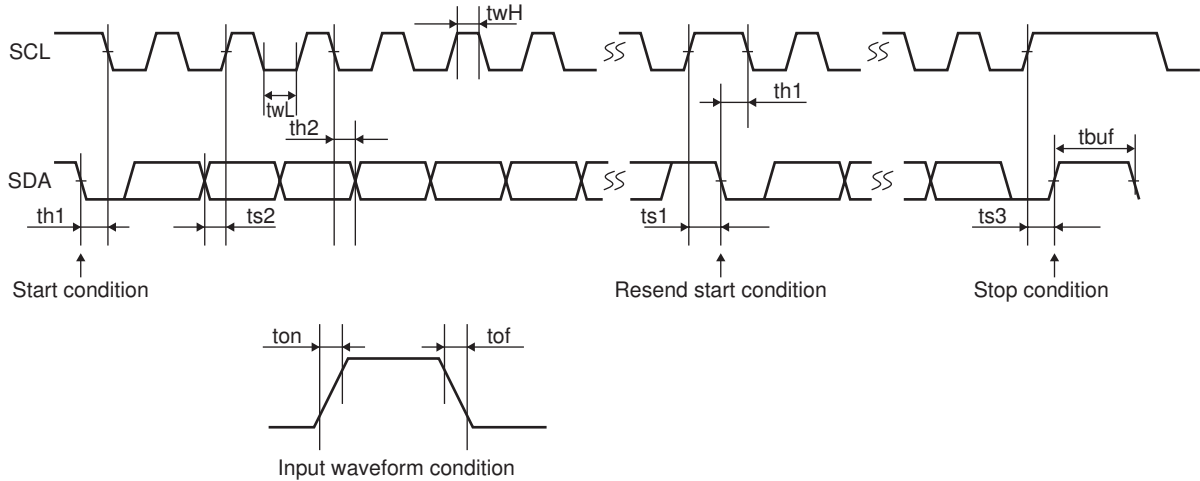 twH
SCL
twL
th1
th2
tbuf
SDA
th1
ts2
ts1
ts3
Start condition
Resend start condition
Stop condition
ton
tof
Input waveform condition